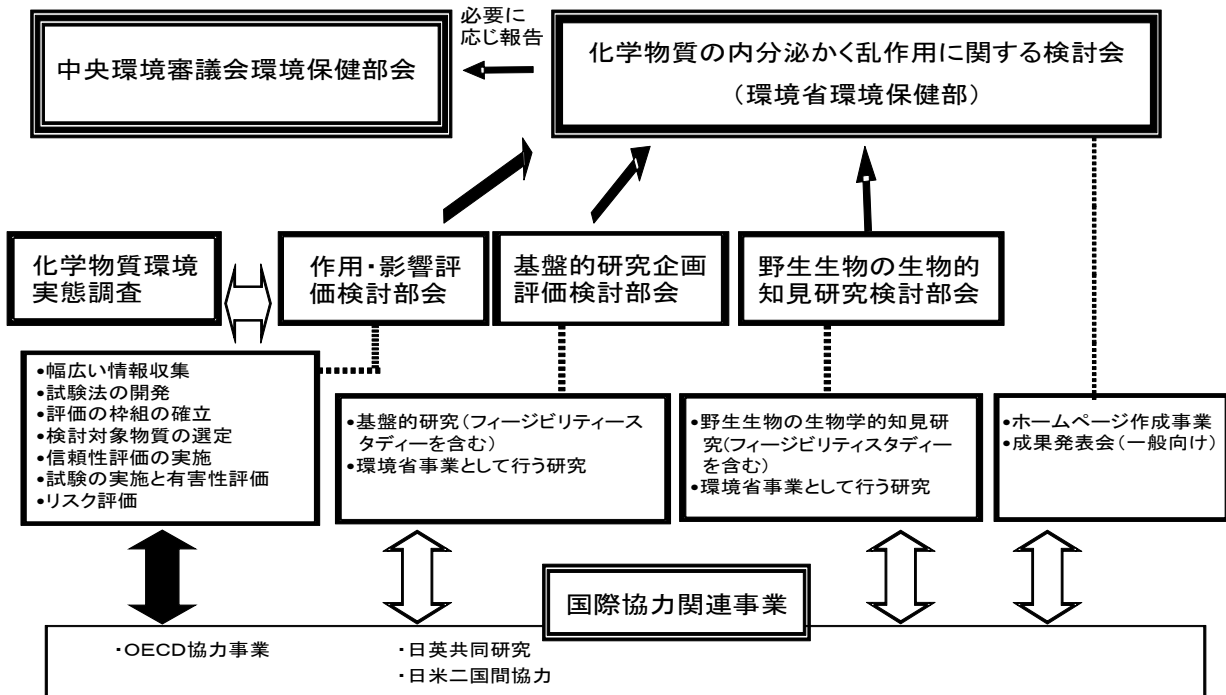 中央環境審議会環境保健部会
必要に
応じ報告
化学物質の内分泌かく乱作用に関する検討会
（環境省環境保健部）
化学物質環境
実態調査
作用・影響評
価検討部会
基盤的研究企画
評価検討部会
野生生物の生物的
知見研究検討部会
•幅広い情報収集
•試験法の開発
•評価の枠組の確立
•検討対象物質の選定
•信頼性評価の実施
•試験の実施と有害性評価
•リスク評価
•基盤的研究（フィージビリティース
タディーを含む）
•環境省事業として行う研究
•野生生物の生物学的知見研
究(フィージビリティスタディー
を含む）
•環境省事業として行う研究
•ホームページ作成事業
•成果発表会（一般向け）
国際協力関連事業
・OECD協力事業
・日英共同研究
・日米二国間協力